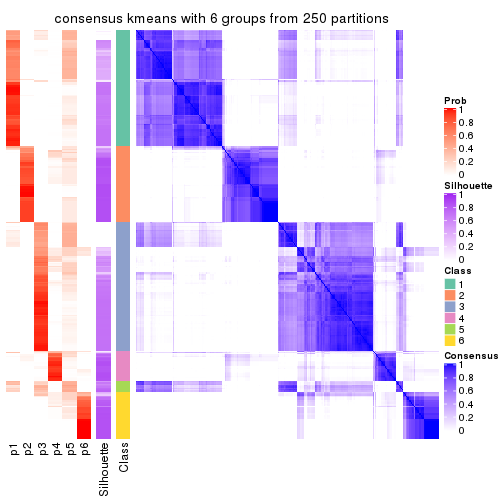 consensus kmeans with 6 groups from 250 partitions
Prob
1
0.8
0.6
0.4
0.2
0
Silhouette
1
0.8
0.6
0.4
0.2
0
Class
1
2
3
4
5
6
Consensus
1
0.8
0.6
0.4
0.2
0
p1
p2
p3
p4
p5
p6
Silhouette
Class